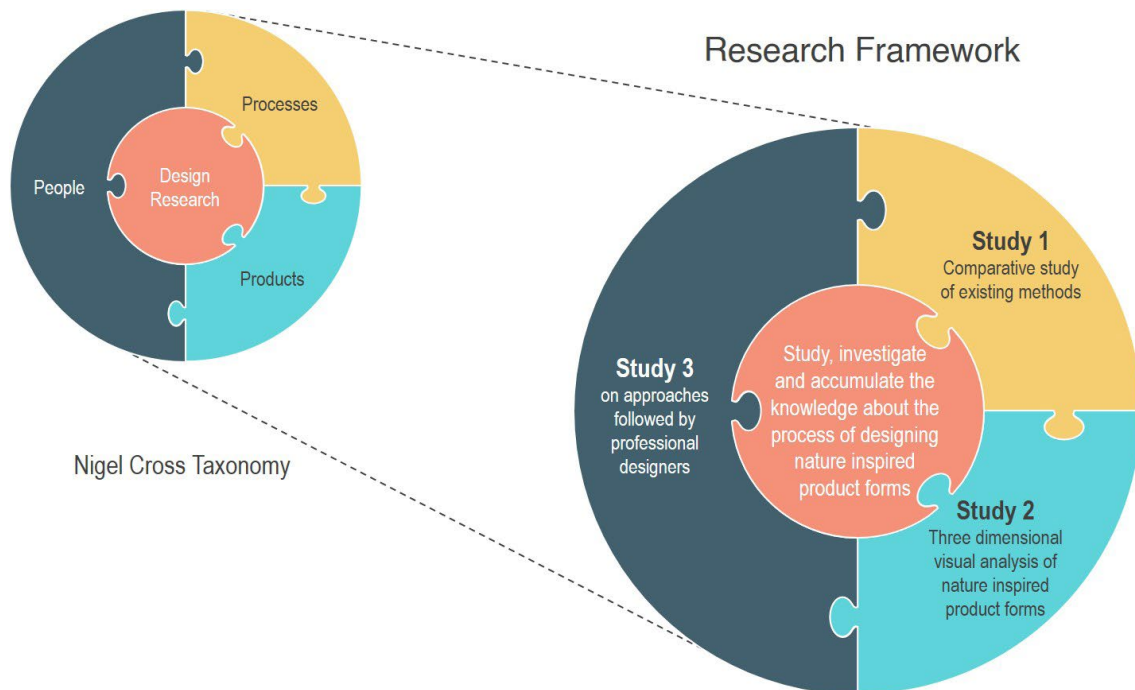 Research Framework
Processes
People
Design
Research
Products
Nigel Cross Taxonomy
Study 1
Comparative study
of existing methods
Study 3
on approaches
followed by
professional
designers
Study, investigate
and accumulate the
knowledge about the
process of designing
nature inspired
product forms
Study 2
Three dimensional
visual analysis of
nature inspired
product forms